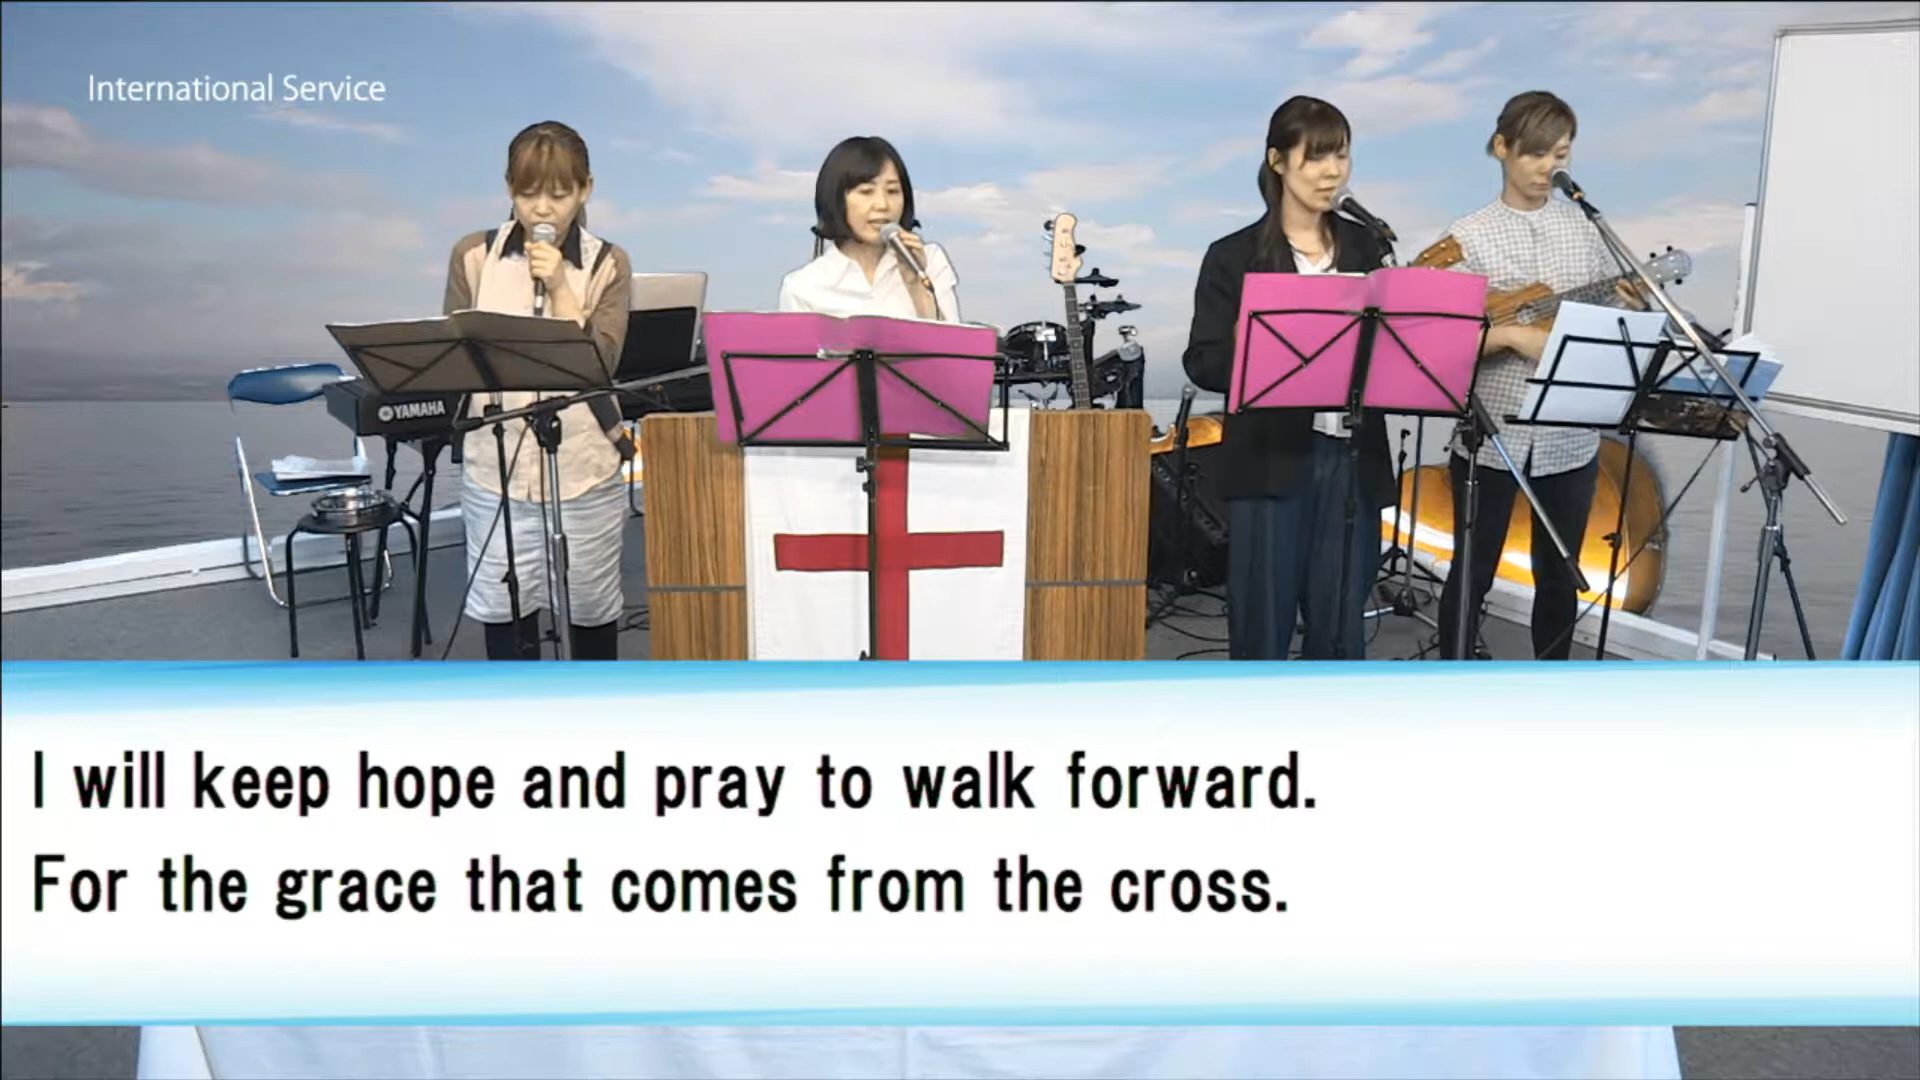 International Service
YAMAHA
I will keep hope and pray to walk forward.
For the grace that comes from the cross.